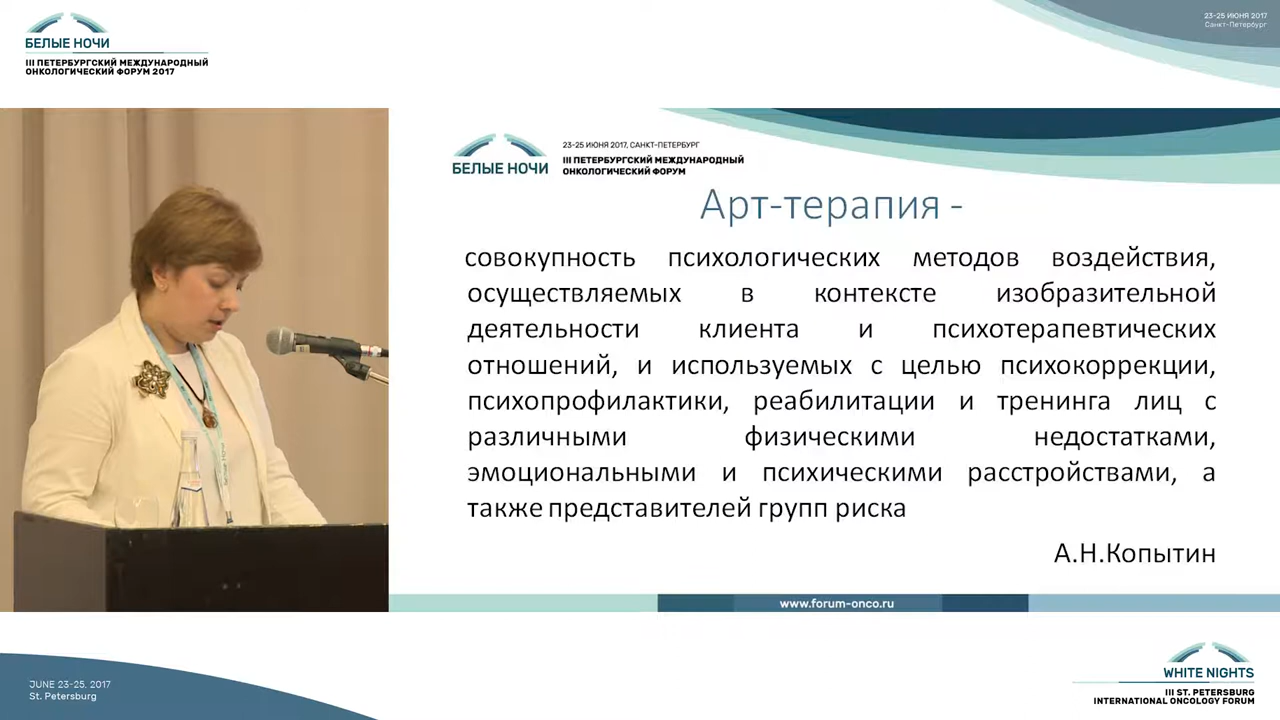 БЕЛЫЕ НОЧИ
III ПЕТЕРБУРГСКИЙ МЕЖДУНАРОДНЫЙ
ОНКОЛОГИЧЕСКИЙ ФОРУМ 2017
23-25 ИЮНЯ 2017
Санкт-Петербург
23-25 ИЮНЯ 2017, САНКТ-ПЕТЕРБУРГ
БЕЛЫЕ НОЧИ
III ПЕТЕРБУРГСКИЙ МЕЖДУНАРОДНЫЙ
ОНКОЛОГИЧЕСКИЙ ФОРУМ
Арт-терапия -
совокупность психологических методов воздействия,
осуществляемых в контексте изобразительной
деятельности клиента и психотерапевтических
отношений, и используемых с целью психокоррекции,
психопрофилактики, реабилитации и тренинга лиц с
различными физическими недостатками,
эмоциональными и психическими расстройствами, а
также представителей групп риска
А.Н.Копытин
www.forum-onco.ru
JUNE 23-25, 2017
St. Petersburg
WHITE NIGHTS
III ST. PETERSBURG
INTERNATIONAL ONCOLOGY FORUM